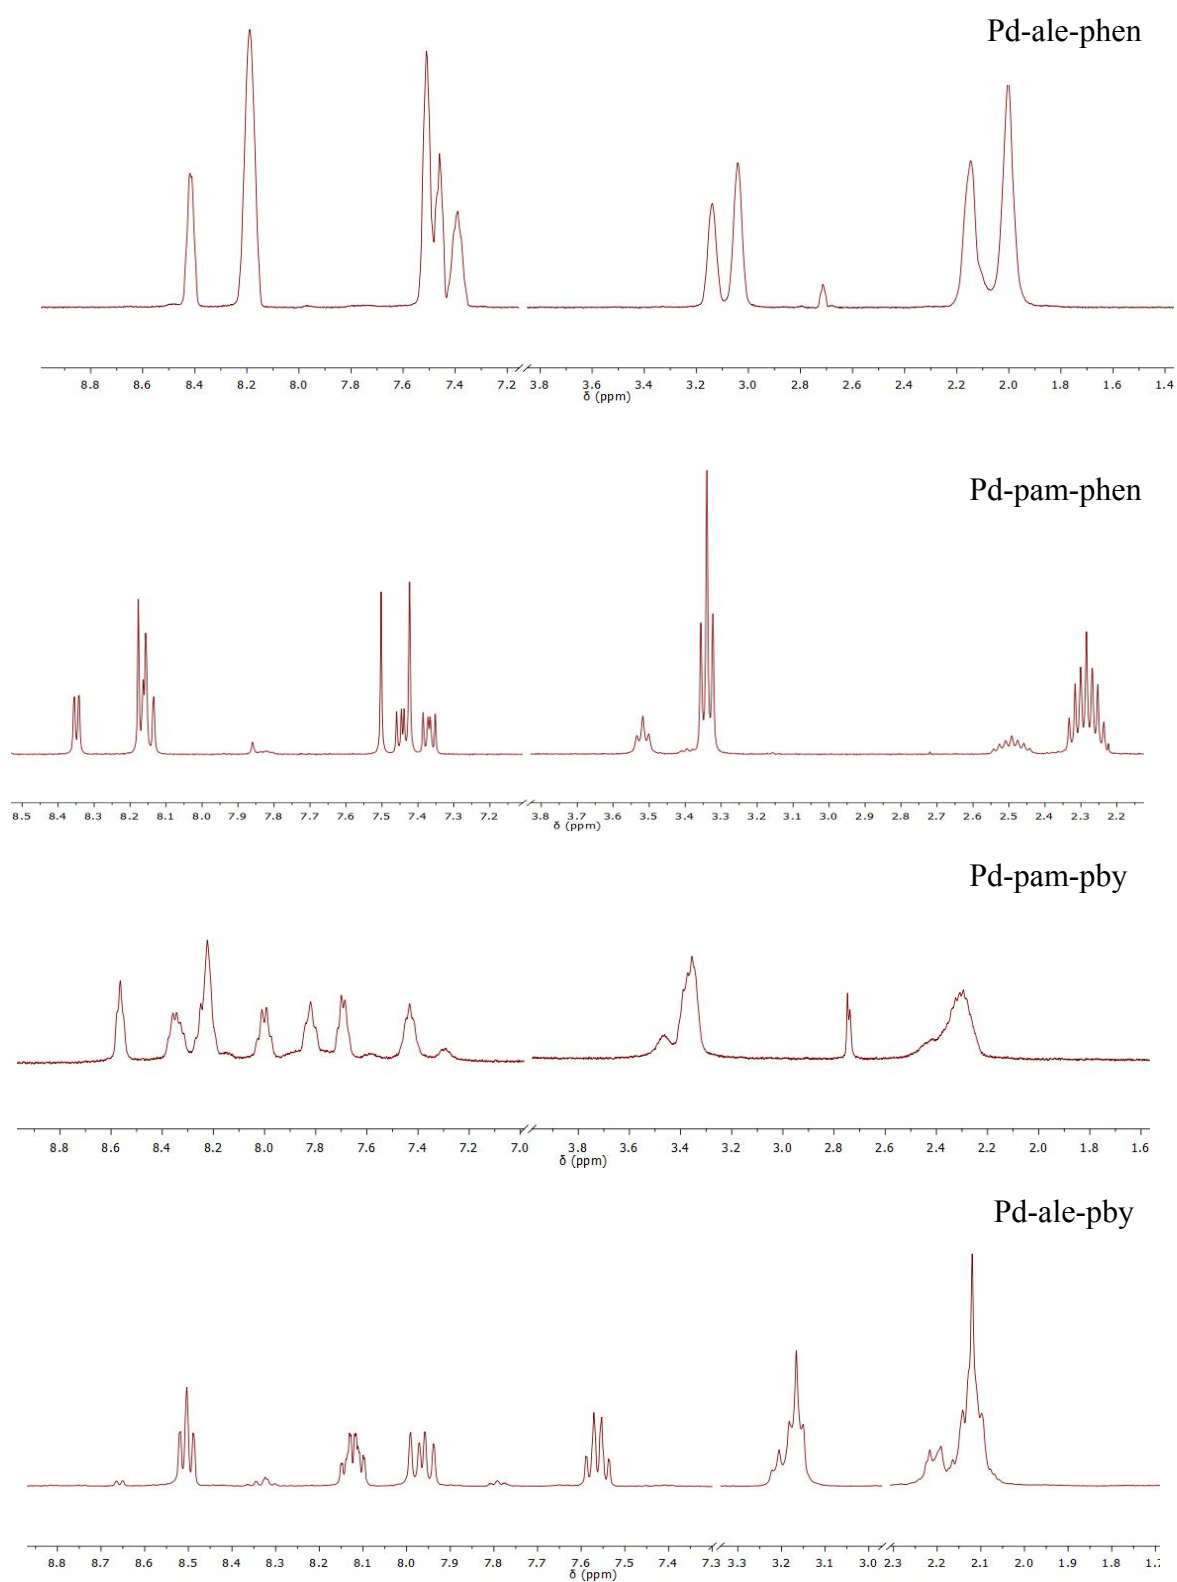 Pd-ale-phen
8.8 8.6 8.4 8.2 8.0 7.8 7.6 7.4 7.2 3.8 3.6 3.4 3.2 3.0 2.8 2.6 2.4 2.2 2.0 1.8 1.6 1.4
δ (ppm)
Pd-pam-phen
8.5 8.4 8.3 8.2 8.1 8.0 7.9 7.8 7.7 7.6 7.5 7.4 7.3 7.2 3.8 3.7 3.6 3.5 3.4 3.3 3.2 3.1 3.0 2.9 2.8 2.7 2.6 2.5 2.4 2.3 2.2
δ (ppm)
Pd-pam-pby
8.8 8.6 8.4 8.2 8.0 7.8 7.6 7.4 7.2 7.0 3.8 3.6 3.4 3.2 3.0 2.8 2.6 2.4 2.2 2.0 1.8 1.6
δ (ppm)
Pd-ale-pby
8.8 8.7 8.6 8.5 8.4 8.3 8.2 8.1 8.0 7.9 7.8 7.7 7.6 7.5 7.4 7.3 3.3 3.2 3.1 3.0 2.3 2.2 2.1 2.0 1.9 1.8 1.7
δ (ppm)